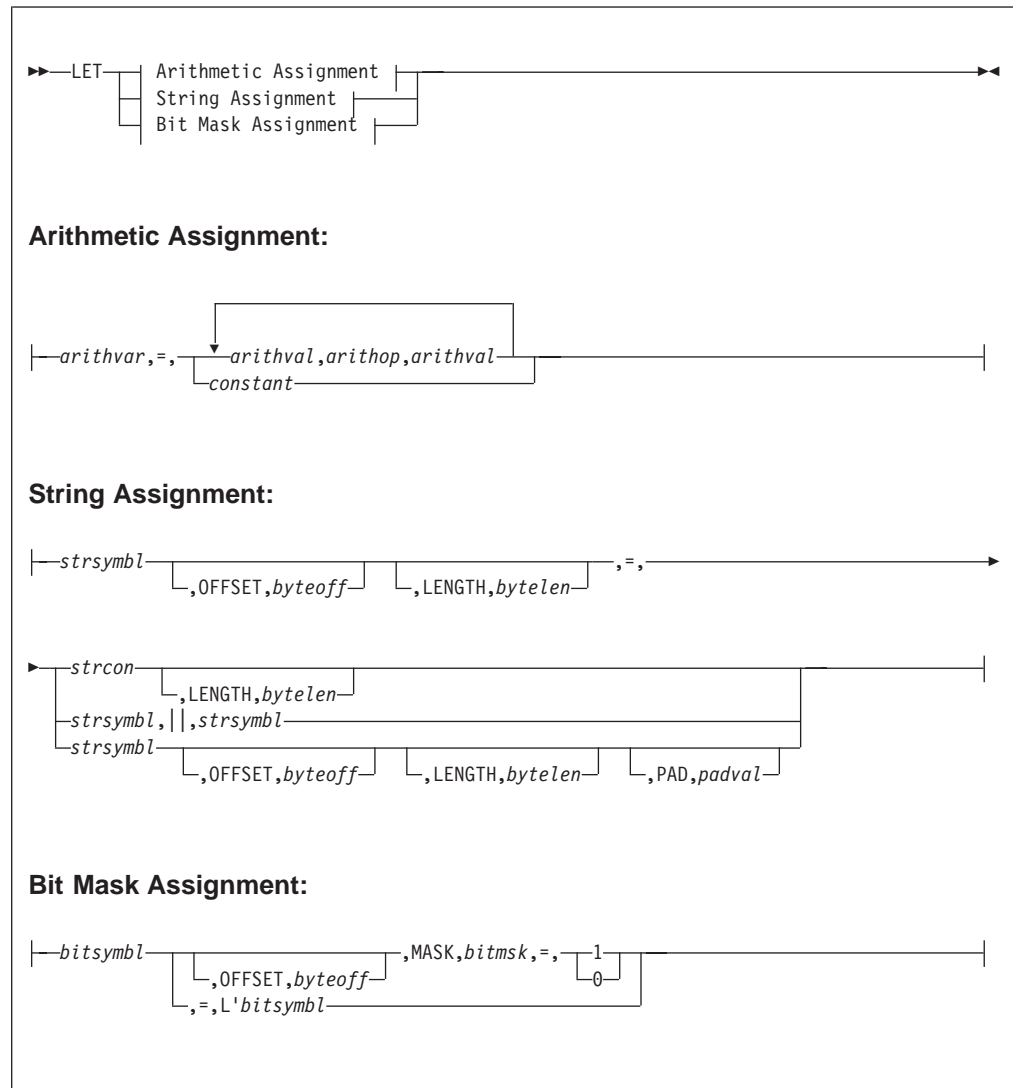 LET Arithmetic Assignment
String Assignment
Bit Mask Assignment
Arithmetic Assignment:
arithvar,=, arithval,arithop,arithval
constant
String Assignment:
strsymbl ,=,
,OFFSET,byteoff ,LENGTH,bytelen
strcon
,LENGTH,bytelen
strsymbl,||,strsymbl
strsymbl
,OFFSET,byteoff ,LENGTH,bytelen ,PAD,padval
Bit Mask Assignment:
bitsymbl ,MASK,bitmsk,=, 1
,OFFSET,byteoff 0
,=,L'bitsymbl